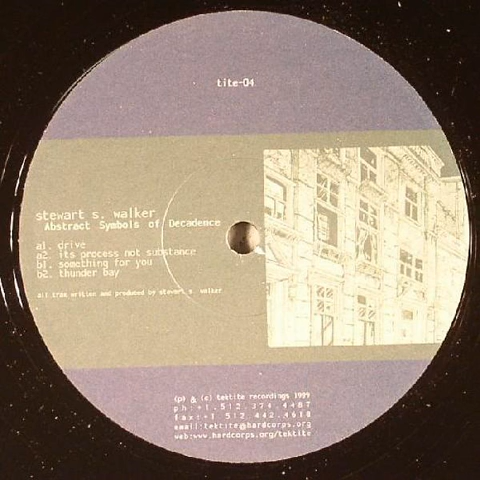 tite-04
stewart s. walker
Abstract Symbols of Decadence
a1. drive
a2. its process not substance
b1. something for you
b2. thunder bay
written and produced by stewart s. walker
(p) & (c) tektite recordings 1999
ph:+1.512.374.4487
fax:+1.512.442.4618
email:tektite@hardcorps.org
web:www.hardcorps.org/tektite